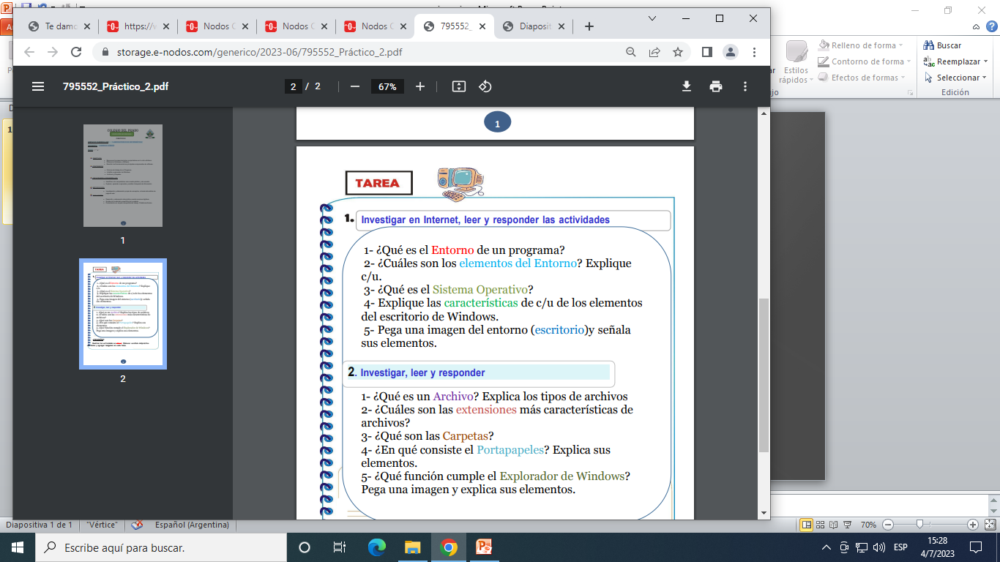 Te damo
https://w
Nodos C
Nodos C
Nodos C
795552_
Diaposit
storage.e-nodos.com/generico/2023-06/795552_Práctico_2.pdf
795552_Práctico_2.pdf
2 / 2
67%
Relleno de forma
Contorno de forma
Efectos de formas
Estilos
rápidos
Buscar
Reemplazar
Seleccionar
Edición
1
1
2
1
TAREA
1. Investigar en Internet, leer y responder las actividades
1- ¿Qué es el Entorno de un programa?
2- ¿Cuáles son los elementos del Entorno? Explique
c/u.
3- ¿Qué es el Sistema Operativo?
4- Explique las características de c/u de los elementos
del escritorio de Windows.
5- Pega una imagen del entorno (escritorio)y señala
sus elementos.
2. Investigar, leer y responder
1- ¿Qué es un Archivo? Explica los tipos de archivos
2- ¿Cuáles son las extensiones más características de
archivos?
3- ¿Qué son las Carpetas?
4- ¿En qué consiste el Portapapeles? Explica sus
elementos.
5- ¿Qué función cumple el Explorador de Windows?
Pega una imagen y explica sus elementos.
Diapositiva 1 de 1
"Vértice"
Español (Argentina)
70%
Escribe aquí para buscar.
ESP
15:28
4/7/2023